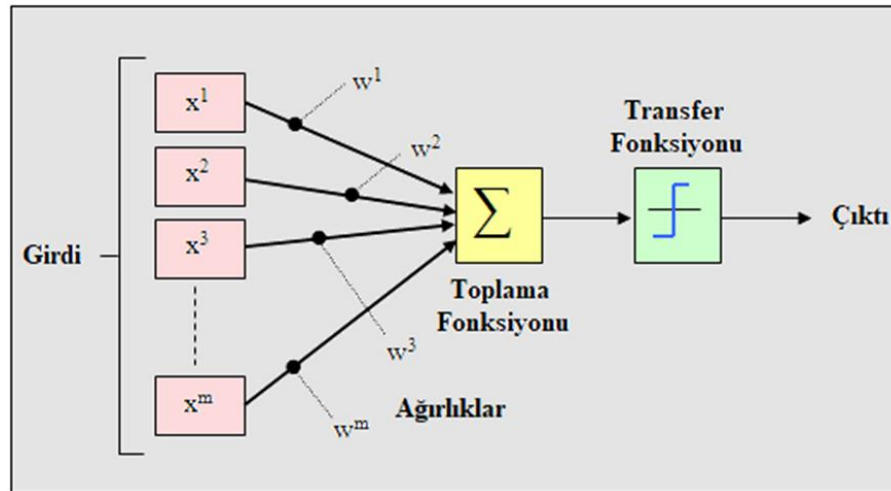 x¹
w¹
Transfer
Fonksiyonu
x²
w²
x³
∑
Girdi
Çıktı
Toplama
Fonksiyonu
w³
xᵐ
Ağırlıklar
wᵐ